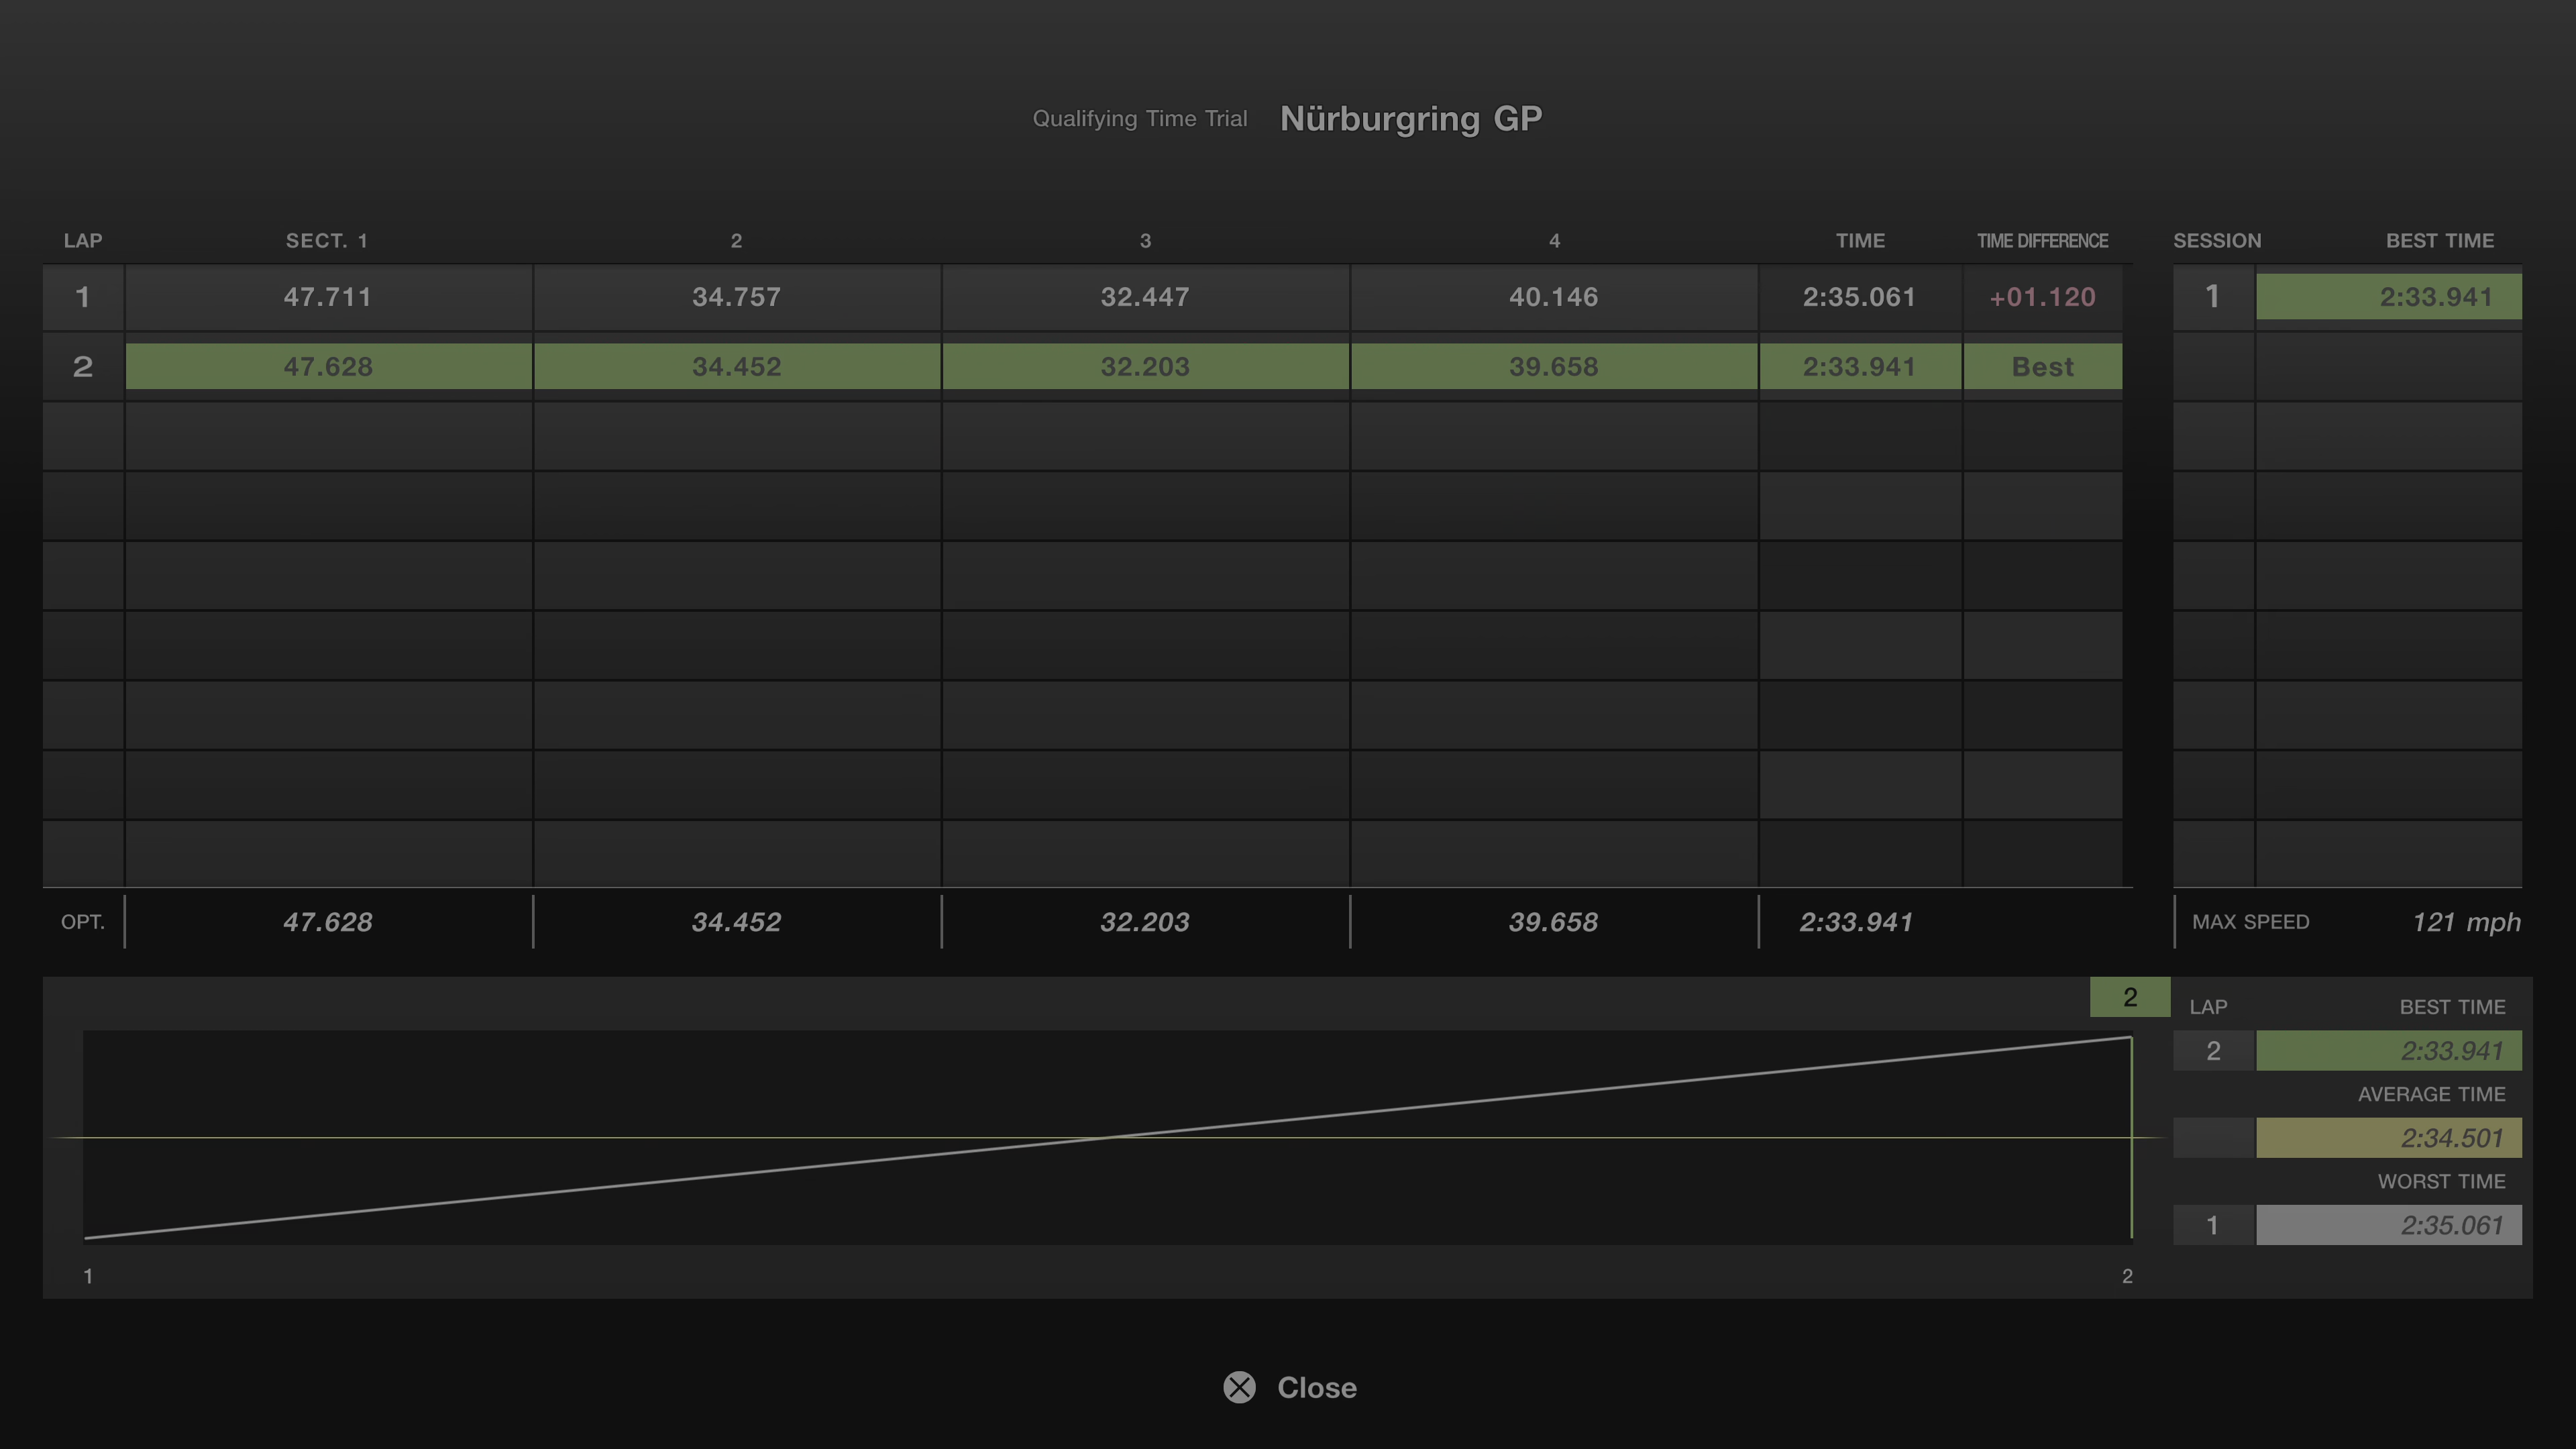 Qualifying Time Trial Nürburgring GP
LAP SECT. 1 2 3 4 TIME TIME DIFFERENCE SESSION BEST TIME
1 47.711 34.757 32.447 40.146 2:35.061 +01.120 1 2:33.941
2 47.628 34.452 32.203 39.658 2:33.941 Best
OPT. 47.628 34.452 32.203 39.658 2:33.941 MAX SPEED 121 mph
2 LAP BEST TIME
2 2:33.941
AVERAGE TIME
2:34.501
WORST TIME
1 2:35.061
1 2
Close